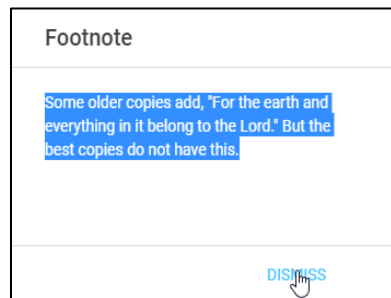 Footnote
Some older copies add, "For the earth and
everything in it belong to the Lord." But the
best copies do not have this.
DISMISS